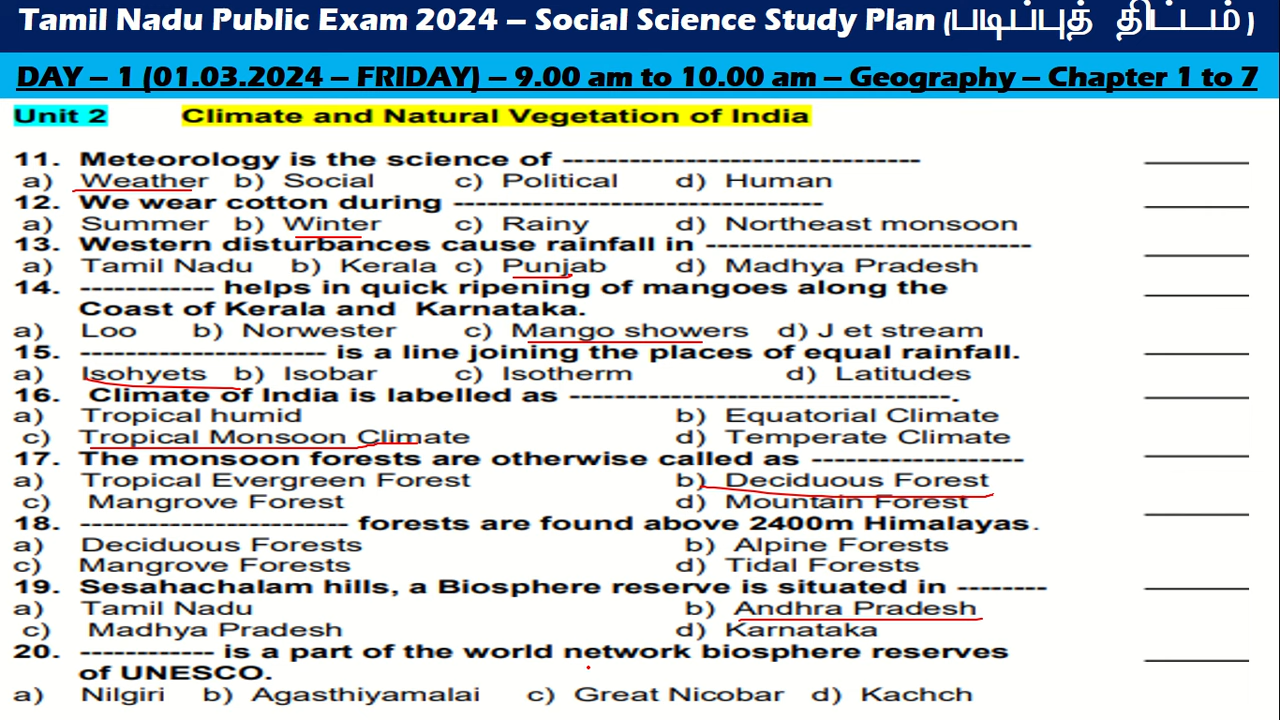 Tamil Nadu Public Exam 2024 – Social Science Study Plan (படிப்புத் திட்டம்)
DAY – 1 (01.03.2024 – FRIDAY) – 9.00 am to 10.00 am – Geography – Chapter 1 to 7
Unit 2 Climate and Natural Vegetation of India
11. Meteorology is the science of --------------------------------
a) Weather b) Social c) Political d) Human
12. We wear cotton during ---------------------------------
a) Summer b) Winter c) Rainy d) Northeast monsoon
13. Western disturbances cause rainfall in -----------------------------
a) Tamil Nadu b) Kerala c) Punjab d) Madhya Pradesh
14. ------------ helps in quick ripening of mangoes along the
Coast of Kerala and Karnataka.
a) Loo b) Norwester c) Mango showers d) J et stream
15. ---------------------- is a line joining the places of equal rainfall.
a) Isohyets b) Isobar c) Isotherm d) Latitudes
16. Climate of India is labelled as ----------------------------------.
a) Tropical humid b) Equatorial Climate
c) Tropical Monsoon Climate d) Temperate Climate
17. The monsoon forests are otherwise called as -------------------
a) Tropical Evergreen Forest b) Deciduous Forest
c) Mangrove Forest d) Mountain Forest
18. ------------------------ forests are found above 2400m Himalayas.
a) Deciduous Forests b) Alpine Forests
c) Mangrove Forests d) Tidal Forests
19. Sesahachalam hills, a Biosphere reserve is situated in --------
a) Tamil Nadu b) Andhra Pradesh
c) Madhya Pradesh d) Karnataka
20. ------------ is a part of the world network biosphere reserves
of UNESCO.
a) Nilgiri b) Agasthiyamalai c) Great Nicobar d) Kachch